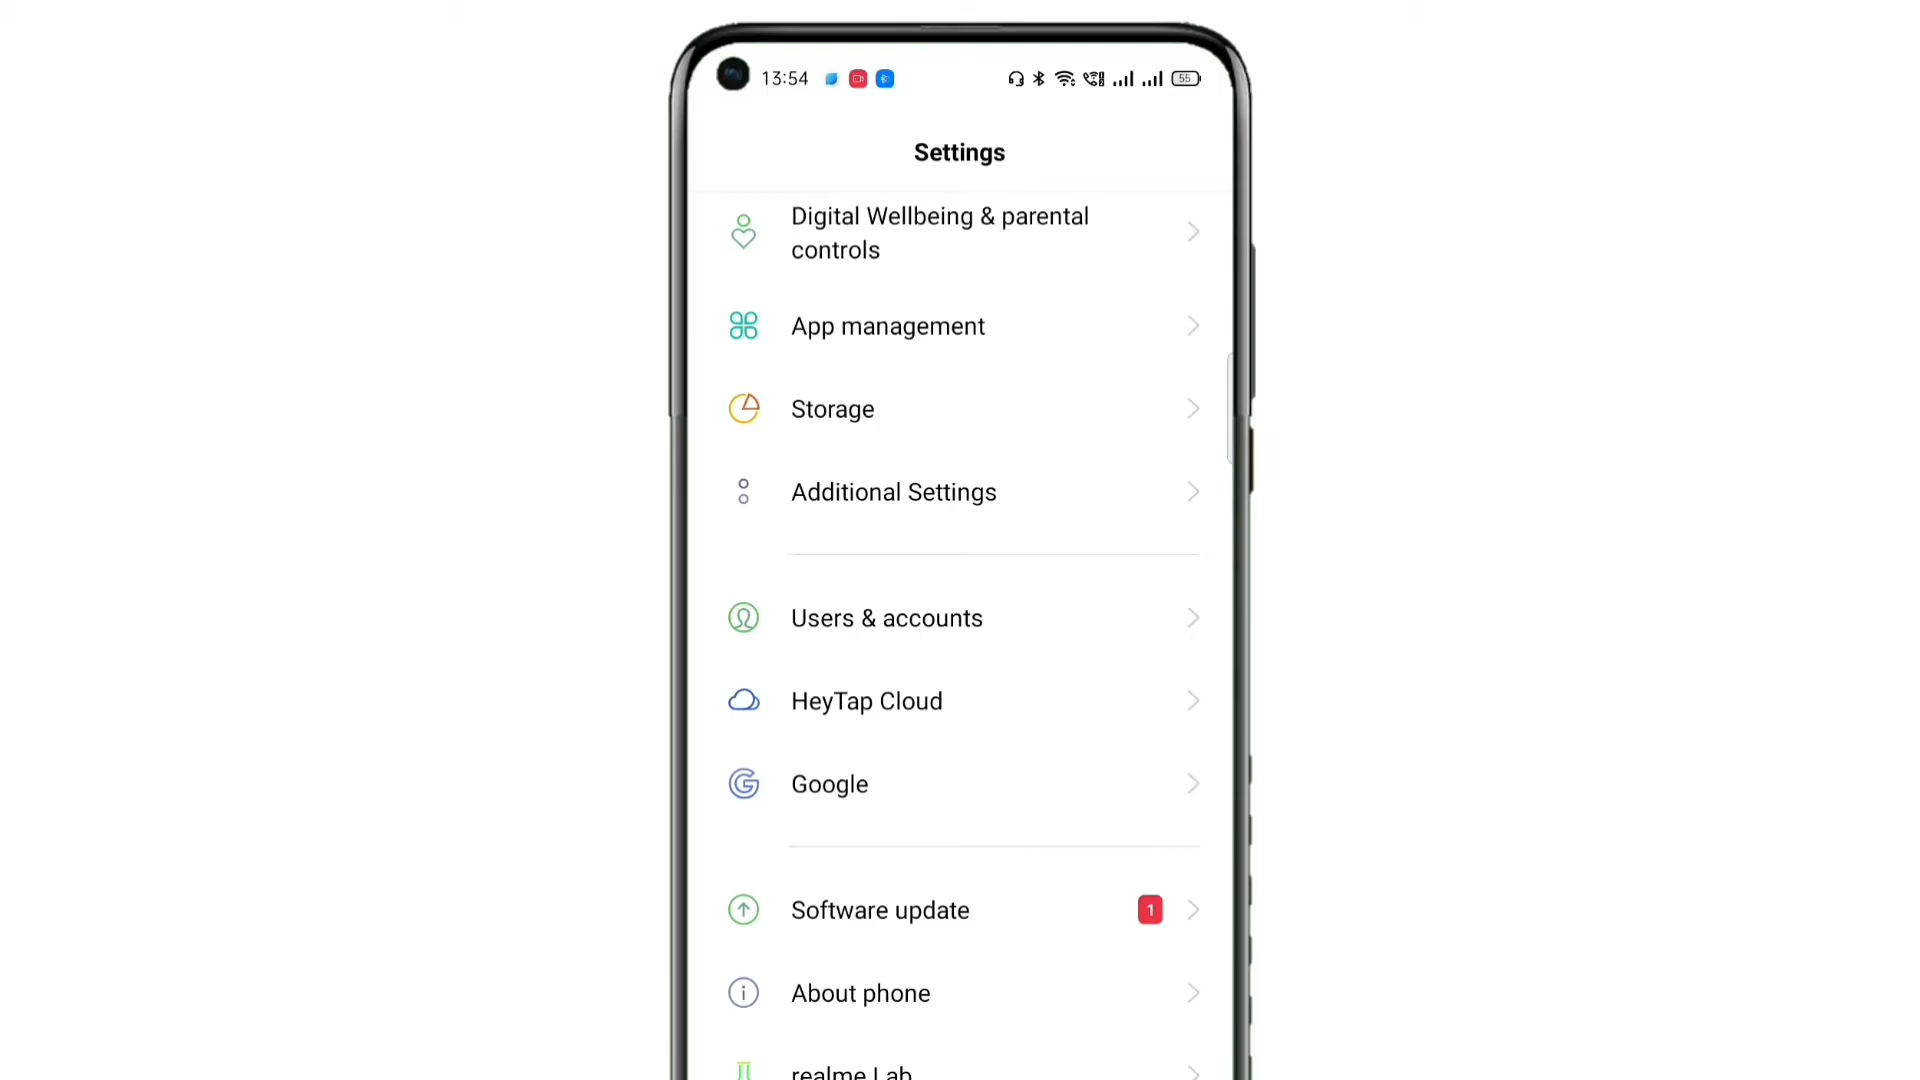 13:54
55
Settings
Digital Wellbeing & parental
controls
App management
Storage
Additional Settings
Users & accounts
HeyTap Cloud
Google
Software update
1
About phone
realme Lab